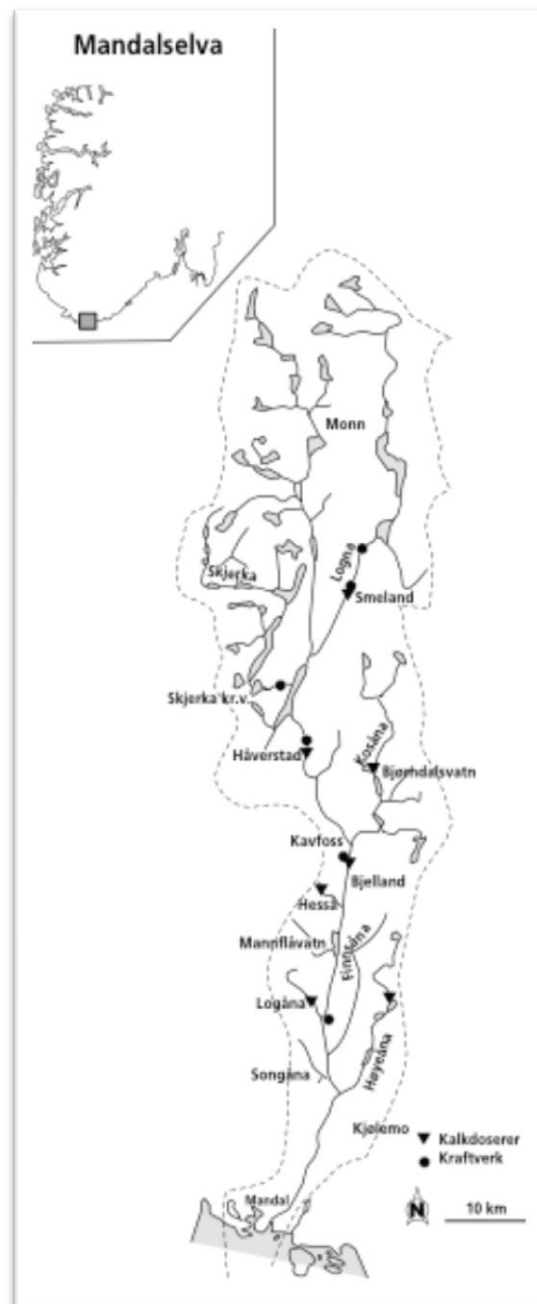 Mandalselva
Monn
Logna
Skjerka
Smeland
Skjerka kr.v.
Kosåna
Håverstad
Bjørndalsvatn
Kavfoss
Bjelland
Hesså
Mannflåvatn
Finnsåna
Logåna
Høyeåna
Songåna
Kjølemo
Kalkdoserer
Kraftverk
Mandal
N
10 km